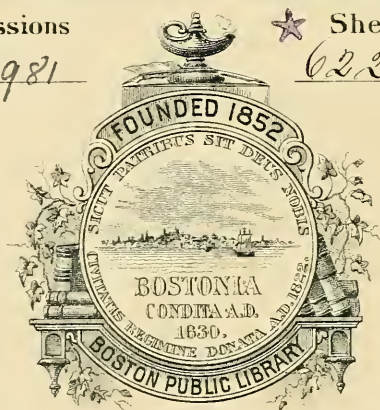 ssions
She
981
622
FOUNDED 1852
SICUT PATRIBUS SIT DEUS NOBIS
BOSTONIA
CONDITA A.D.
1630.
CIVITATIS REGIMINE DONATA A.D. 1822.
BOSTON PUBLIC LIBRARY